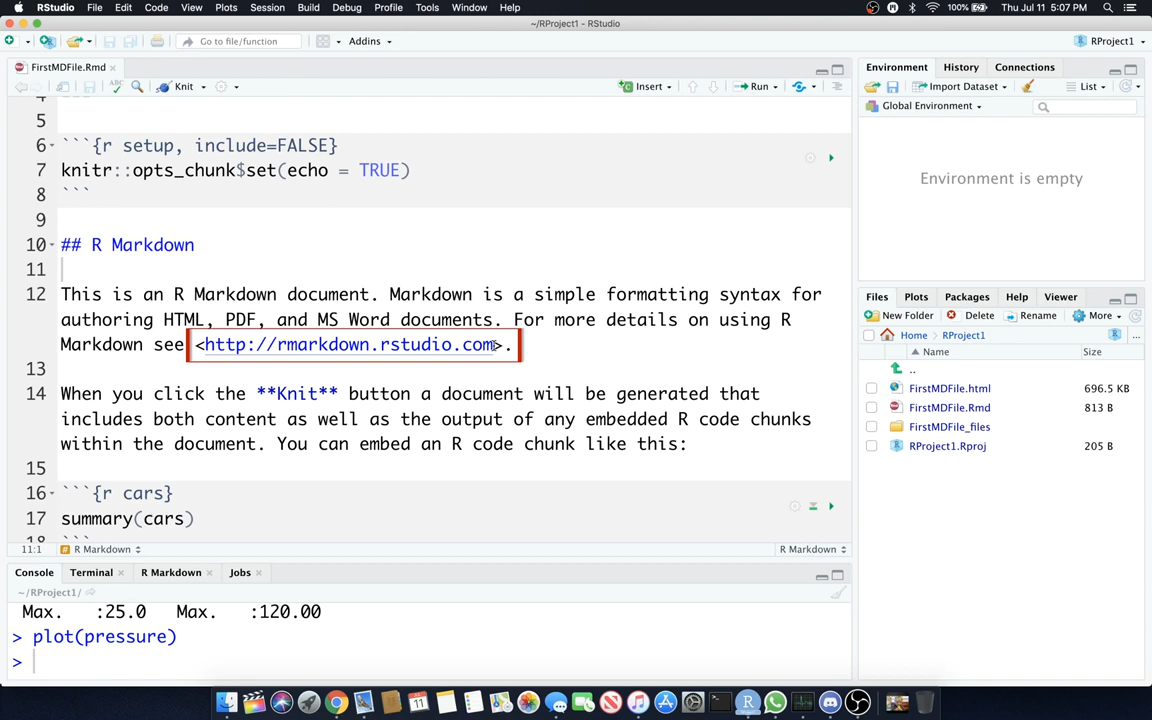 RStudio File Edit Code View Plots Session Build Debug Profile Tools Window Help 100% Thu Jul 11 5:07 PM
~/RProject1 - RStudio
Go to file/function Addins RProject1
FirstMDFile.Rmd
Knit Insert Run
4 ```
5
6 ```{r setup, include=FALSE}
7 knitr::opts_chunk$set(echo = TRUE)
8 ```
9
10 ## R Markdown
11
12 This is an R Markdown document. Markdown is a simple formatting syntax for
authoring HTML, PDF, and MS Word documents. For more details on using R
Markdown see <http://rmarkdown.rstudio.com>.
13
14 When you click the **Knit** button a document will be generated that
includes both content as well as the output of any embedded R code chunks
within the document. You can embed an R code chunk like this:
15
16 ```{r cars}
17 summary(cars)
18 ```
11:1 # R Markdown R Markdown
Console Terminal R Markdown Jobs
~/RProject1/
Max. :25.0 Max. :120.00
> plot(pressure)
>
Environment History Connections
Import Dataset List
Global Environment
Environment is empty
Files Plots Packages Help Viewer
New Folder Delete Rename More
Home RProject1 ...
Name Size
..
FirstMDFile.html 696.5 KB
FirstMDFile.Rmd 813 B
FirstMDFile_files
RProject1.Rproj 205 B
11